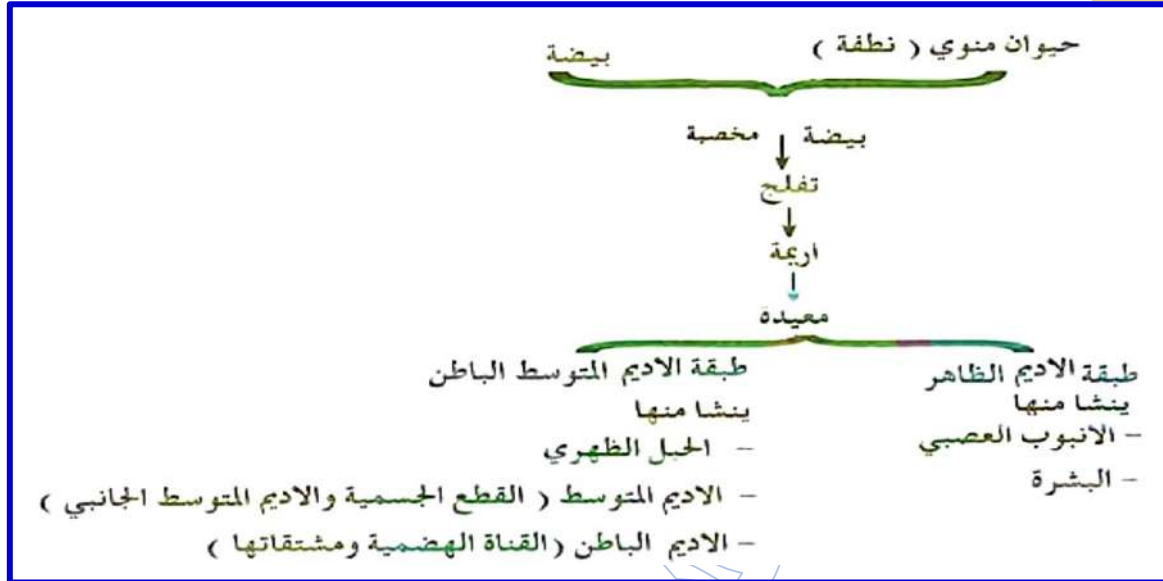 حيوان منوي ( نطفة ) بيضة
بيضة مخصبة
تفلج
اريمة
معيدة
طبقة الاديم الظاهر
ينشا منها
- الانبوب العصبي
- البشرة
طبقة الاديم المتوسط الباطن
ينشا منها
- الحبل الظهري
- الاديم المتوسط ( القطع الجسمية والاديم المتوسط الجانبي )
- الاديم الباطن (القناة الهضمية ومشتقاتها )